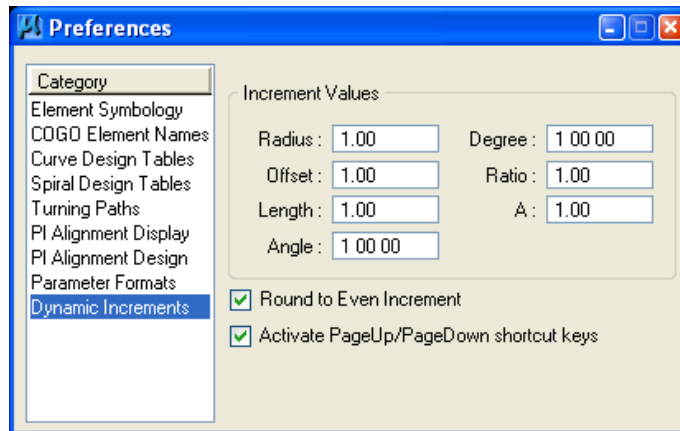 Preferences
Category
Element Symbology
COGO Element Names
Curve Design Tables
Spiral Design Tables
Turning Paths
PI Alignment Display
PI Alignment Design
Parameter Formats
Dynamic Increments
Increment Values
Radius : 1.00 Degree : 1 00 00
Offset : 1.00 Ratio : 1.00
Length : 1.00 A : 1.00
Angle : 1 00 00
Round to Even Increment
Activate PageUp/PageDown shortcut keys